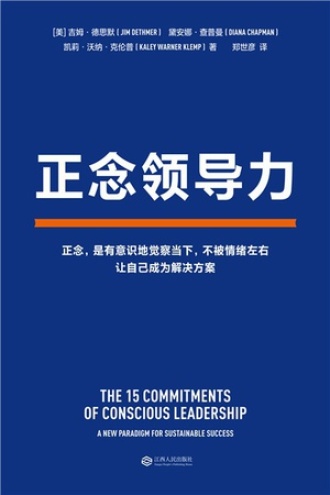 [美] 吉姆·德思默 (JIM DETHMER) 黛安娜·查普曼 (DIANA CHAPMAN)
凯莉·沃纳·克伦普 (KALEY WARNER KLEMP) 著 郑世彦 译
正念领导力
正念，是有意识地觉察当下，不被情绪左右
让自己成为解决方案
THE 15 COMMITMENTS
OF CONSCIOUS LEADERSHIP
A NEW PARADIGM FOR SUSTAINABLE SUCCESS
江西人民出版社